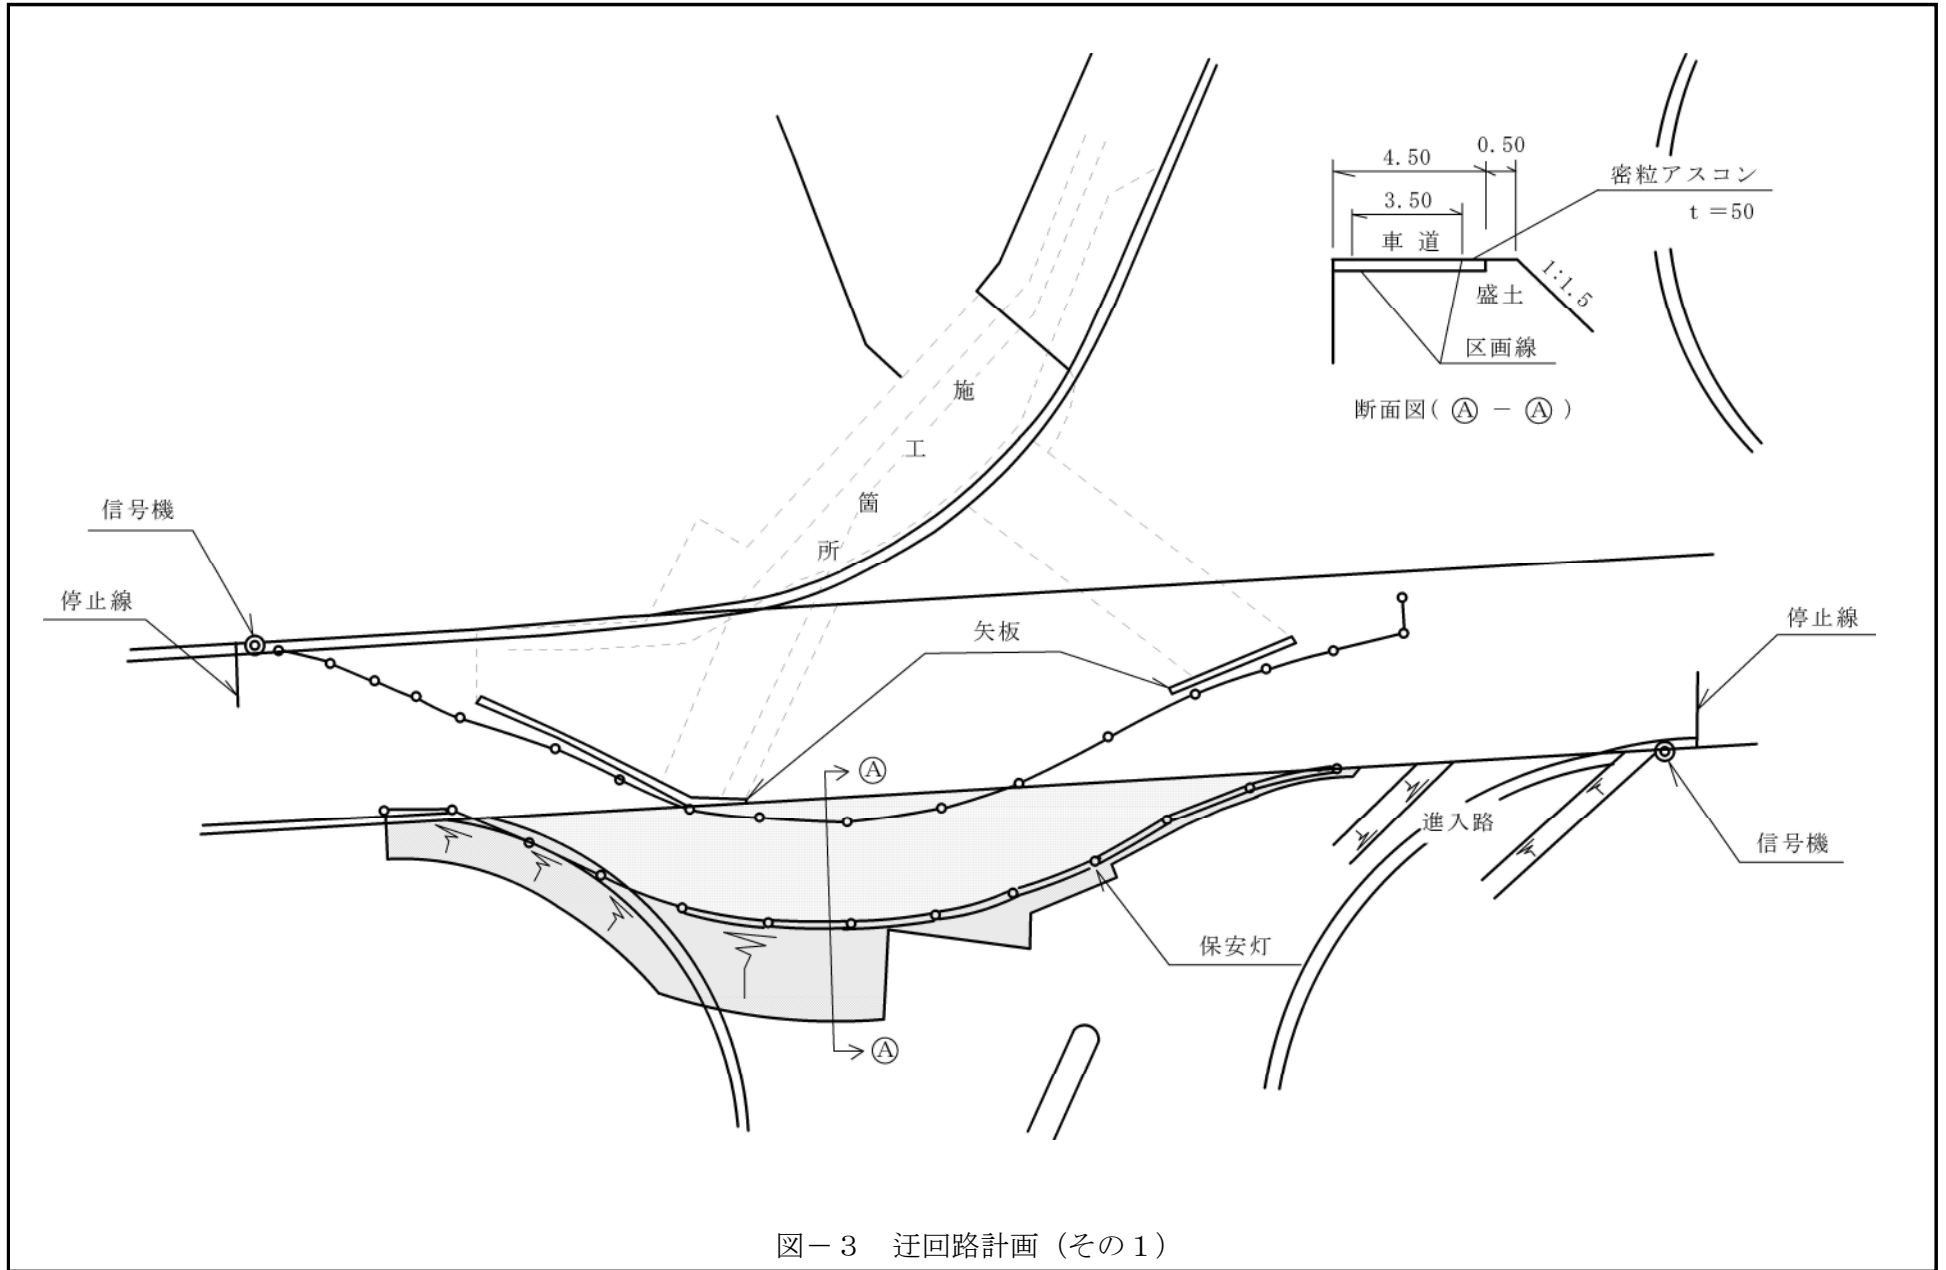 0.50
4.50
密粒アスコン
3.50
t =50
車 道
1:1.5
盛土
区画線
断面図( Ⓐ － Ⓐ )
施
工
箇
所
信号機
停止線
矢板
停止線
Ⓐ
進入路
信号機
保安灯
Ⓐ
図－３　迂回路計画（その１）